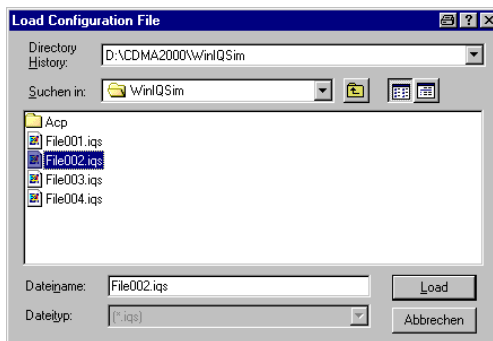 Load Configuration File
Directory History: D:\CDMA2000\WinIQSim
Suchen in: WinIQSim
Acp
File001.iqs
File002.iqs
File003.iqs
File004.iqs
Dateiname: File002.iqs Load
Dateityp: (*.iqs) Abbrechen